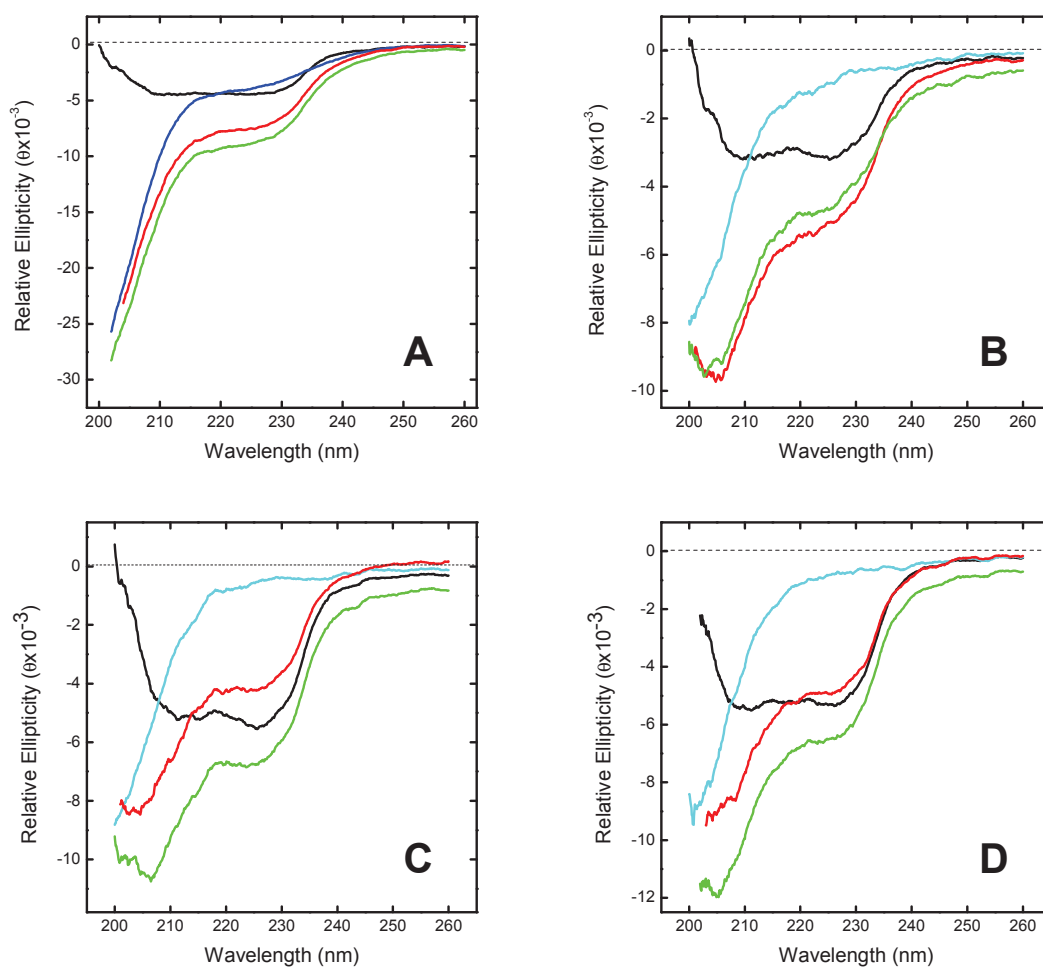 Relative Ellipticity (θx10⁻³)
0
-5
-10
-15
-20
-25
-30
A
200 210 220 230 240 250 260
Wavelength (nm)
Relative Ellipticity (θx10⁻³)
0
-2
-4
-6
-8
-10
B
200 210 220 230 240 250 260
Wavelength (nm)
Relative Ellipticity (θx10⁻³)
0
-2
-4
-6
-8
-10
C
200 210 220 230 240 250 260
Wavelength (nm)
Relative Ellipticity (θx10⁻³)
0
-2
-4
-6
-8
-10
-12
D
200 210 220 230 240 250 260
Wavelength (nm)